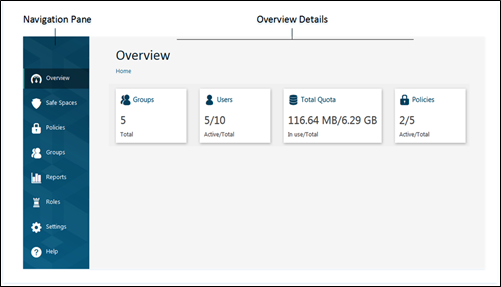 Navigation Pane
Overview Details
Overview
Safe Spaces
Policies
Groups
Reports
Roles
Settings
Help
Overview
Home
Groups
5
Total
Users
5/10
Active/Total
Total Quota
116.64 MB/6.29 GB
In use/Total
Policies
2/5
Active/Total